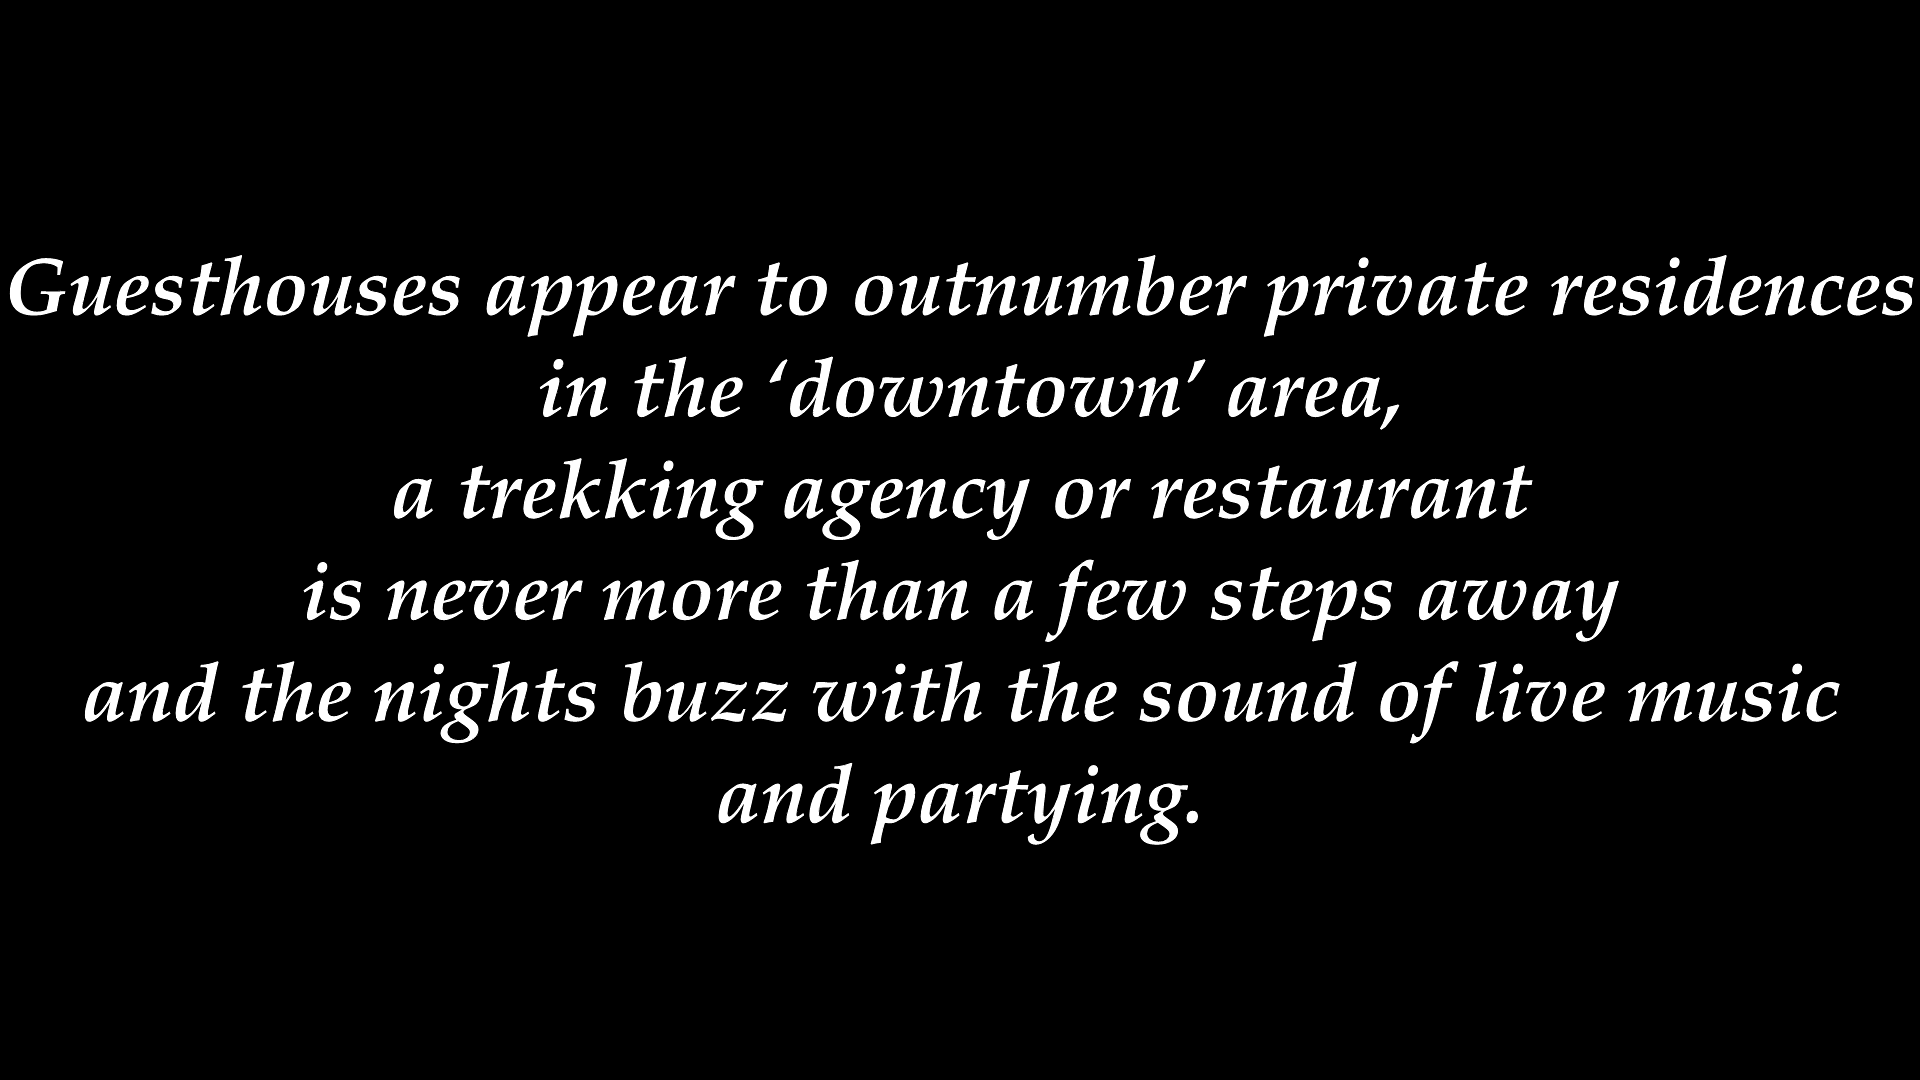 Guesthouses appear to outnumber private residences
in the ‘downtown’ area,
a trekking agency or restaurant
is never more than a few steps away
and the nights buzz with the sound of live music
and partying.